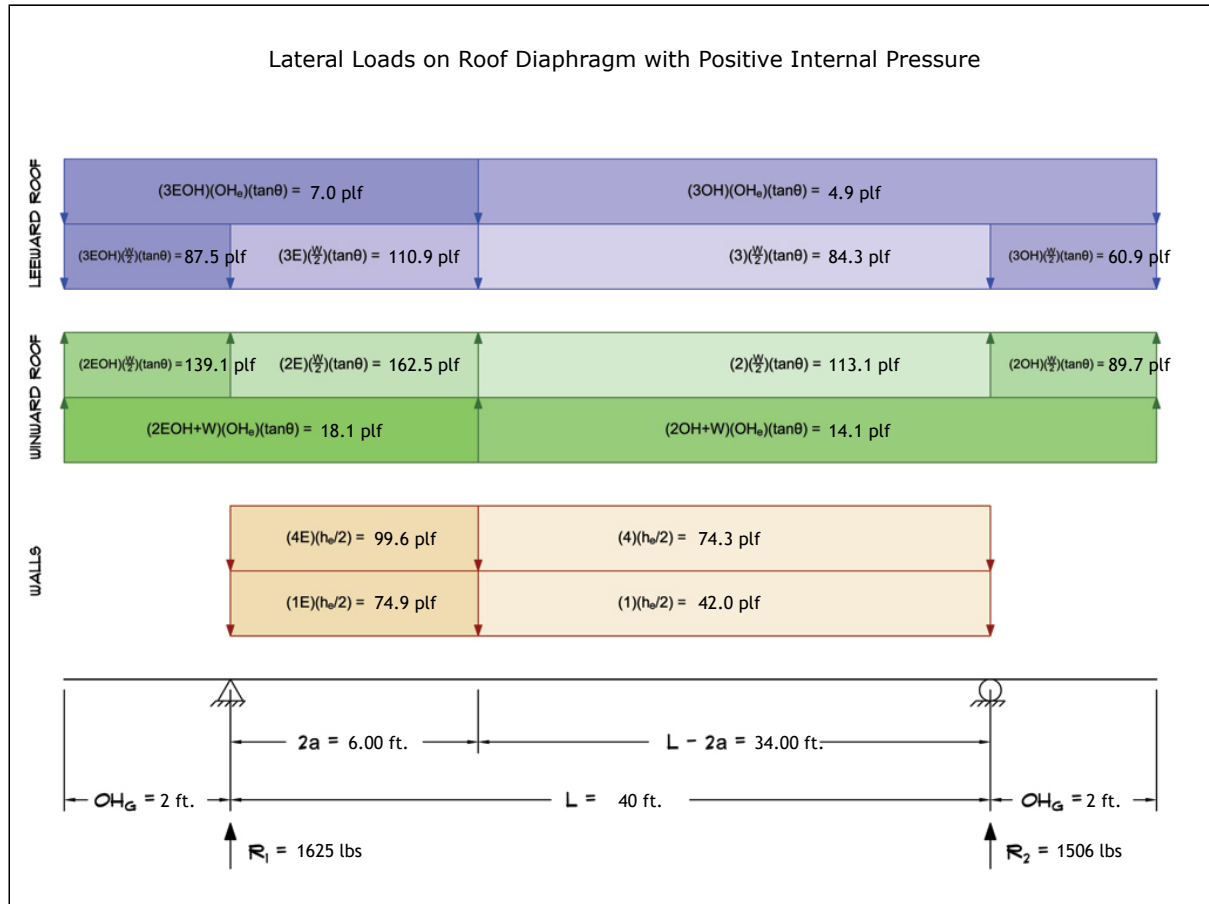 Lateral Loads on Roof Diaphragm with Positive Internal Pressure
LEEWARD ROOF
(3EOH)(OHₑ)(tanθ) = 7.0 plf
(3OH)(OHₑ)(tanθ) = 4.9 plf
(3EOH)(W/2)(tanθ) = 87.5 plf
(3E)(W/2)(tanθ) = 110.9 plf
(3)(W/2)(tanθ) = 84.3 plf
(3OH)(W/2)(tanθ) = 60.9 plf
WINWARD ROOF
(2EOH)(W/2)(tanθ) = 139.1 plf
(2E)(W/2)(tanθ) = 162.5 plf
(2)(W/2)(tanθ) = 113.1 plf
(2OH)(W/2)(tanθ) = 89.7 plf
(2EOH+W)(OHₑ)(tanθ) = 18.1 plf
(2OH+W)(OHₑ)(tanθ) = 14.1 plf
WALLS
(4E)(hₑ/2) = 99.6 plf
(4)(hₑ/2) = 74.3 plf
(1E)(hₑ/2) = 74.9 plf
(1)(hₑ/2) = 42.0 plf
2a = 6.00 ft.
L - 2a = 34.00 ft.
OH_G = 2 ft.
L = 40 ft.
OH_G = 2 ft.
R₁ = 1625 lbs
R₂ = 1506 lbs